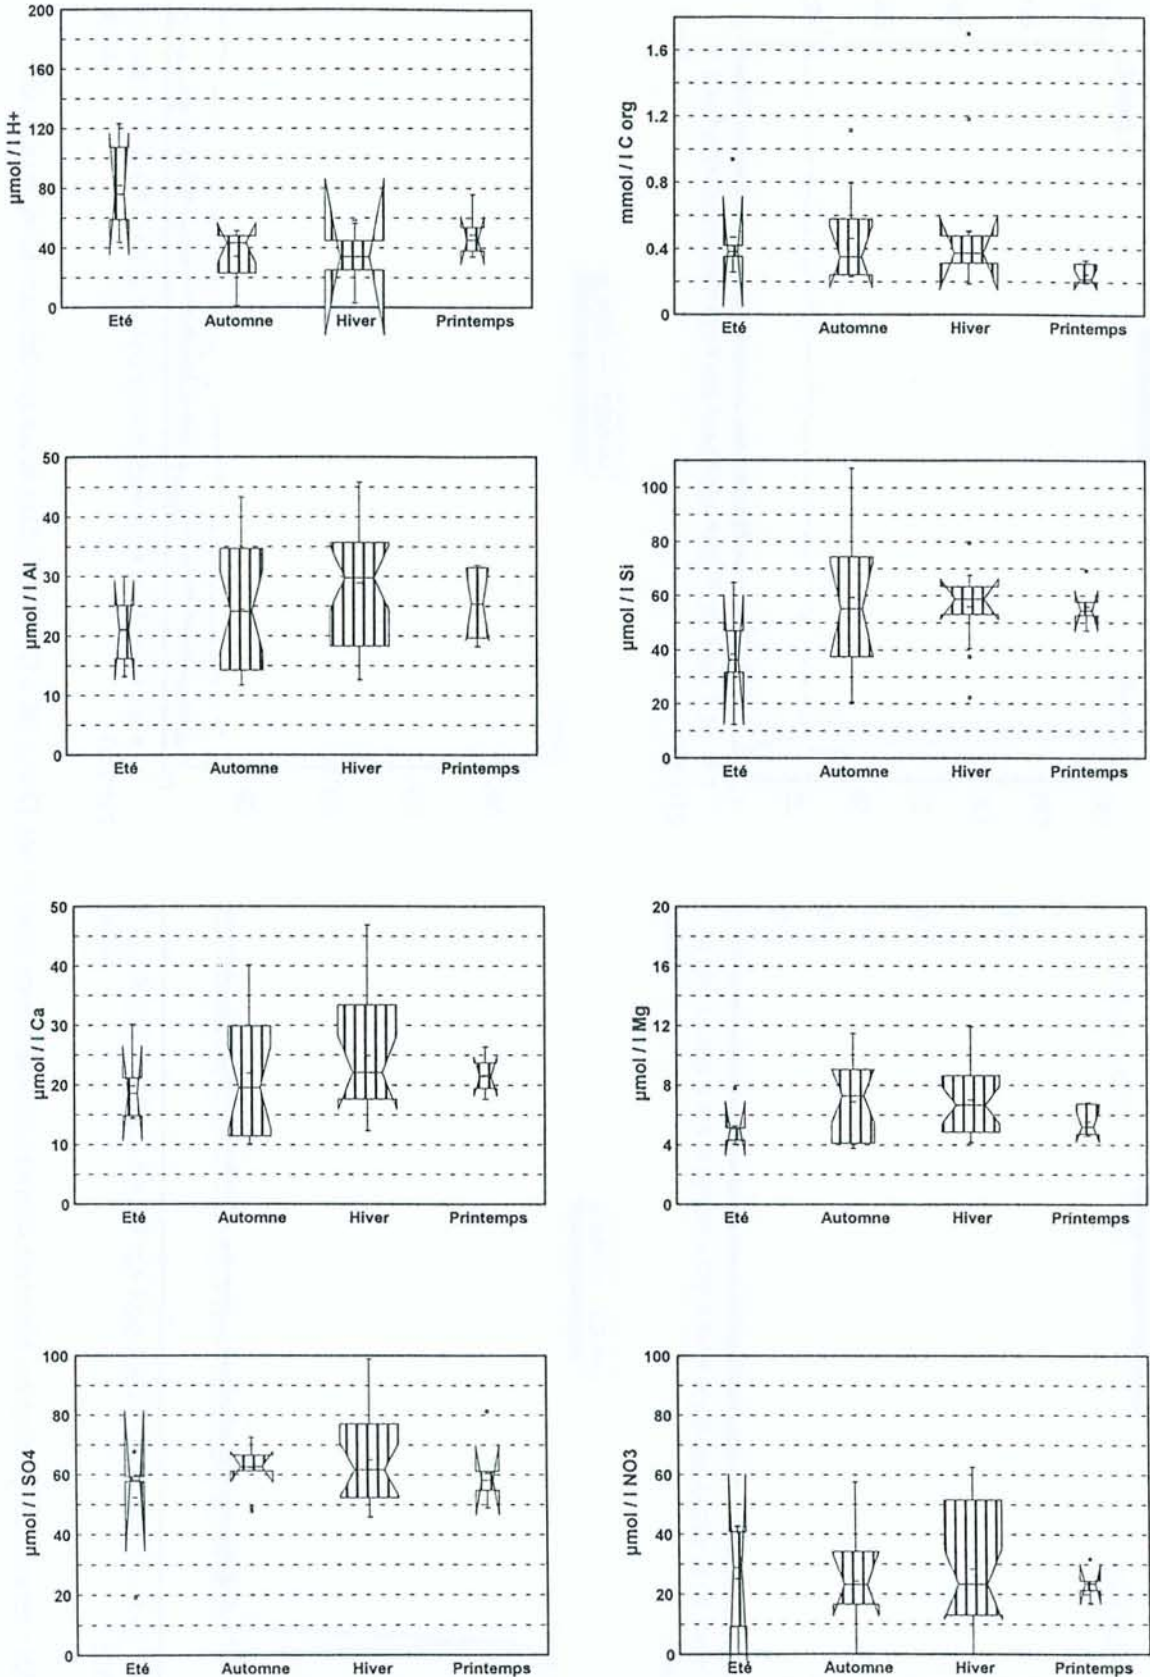 µmol / l H+
200
160
120
80
40
0
Eté Automne Hiver Printemps
mmol / l C org
1.6
1.2
0.8
0.4
0
Eté Automne Hiver Printemps
µmol / l Al
50
40
30
20
10
0
Eté Automne Hiver Printemps
µmol / l Si
100
80
60
40
20
0
Eté Automne Hiver Printemps
µmol / l Ca
50
40
30
20
10
0
Eté Automne Hiver Printemps
µmol / l Mg
20
16
12
8
4
0
Eté Automne Hiver Printemps
µmol / l SO4
100
80
60
40
20
0
Eté Automne Hiver Printemps
µmol / l NO3
100
80
60
40
20
0
Eté Automne Hiver Printemps